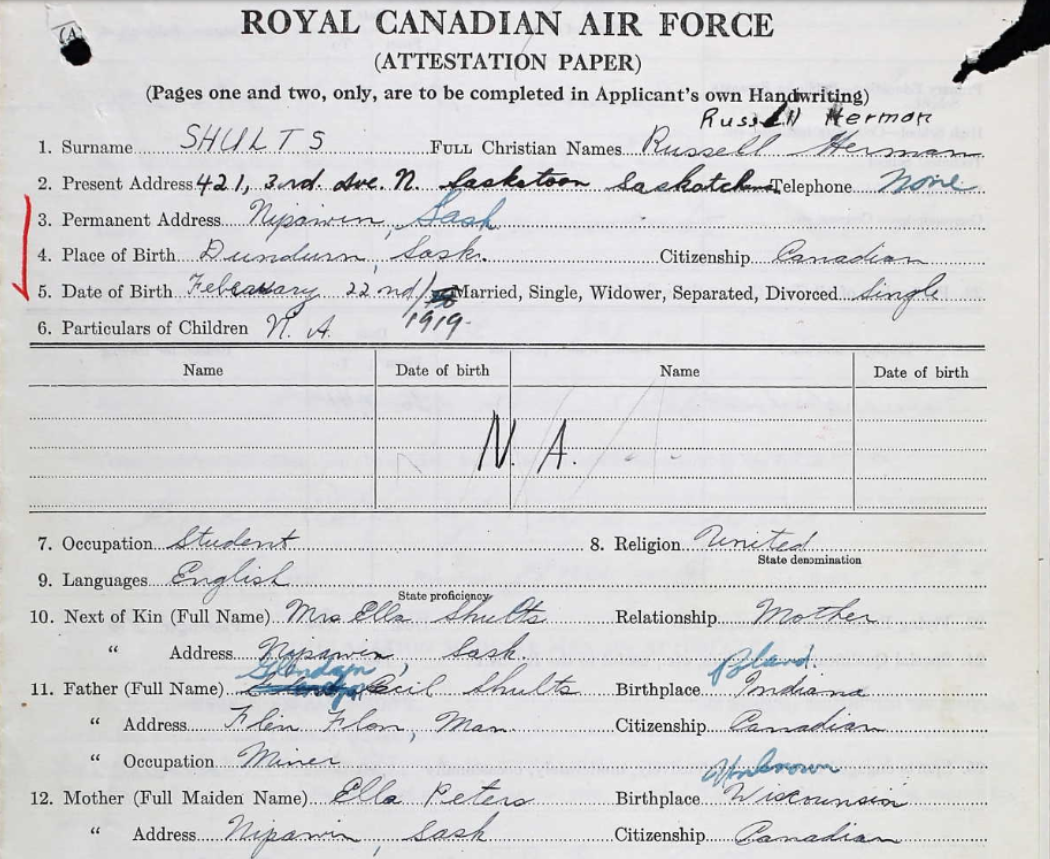 (A
ROYAL CANADIAN AIR FORCE
(ATTESTATION PAPER)
(Pages one and two, only, are to be completed in Applicant's own Handwriting)
Russell Herman
1. Surname SHULTS FULL Christian Names Russell Herman
2. Present Address 421, 3rd. Ave. N. Saskatoon Telephone None
3. Permanent Address Nipawin, Sask
4. Place of Birth Dundurn, Sask. Citizenship Canadian
5. Date of Birth February 22nd/ Married, Single, Widower, Separated, Divorced Single
1919.
6. Particulars of Children N. A.
Name Date of birth Name Date of birth
N. A.
7. Occupation Student 8. Religion United
State denomination
9. Languages English
State proficiency
10. Next of Kin (Full Name) Mrs Ella Shults Relationship Mother
" Address Nipawin, Sask.
Poland.
11. Father (Full Name) Cecil Shults Birthplace Indiana
" Address Flin Flon, Man. Citizenship Canadian
" Occupation Miner
Unknown
12. Mother (Full Maiden Name) Ella Peters Birthplace Wiscounsin
" Address Nipawin, Sask Citizenship Canadian